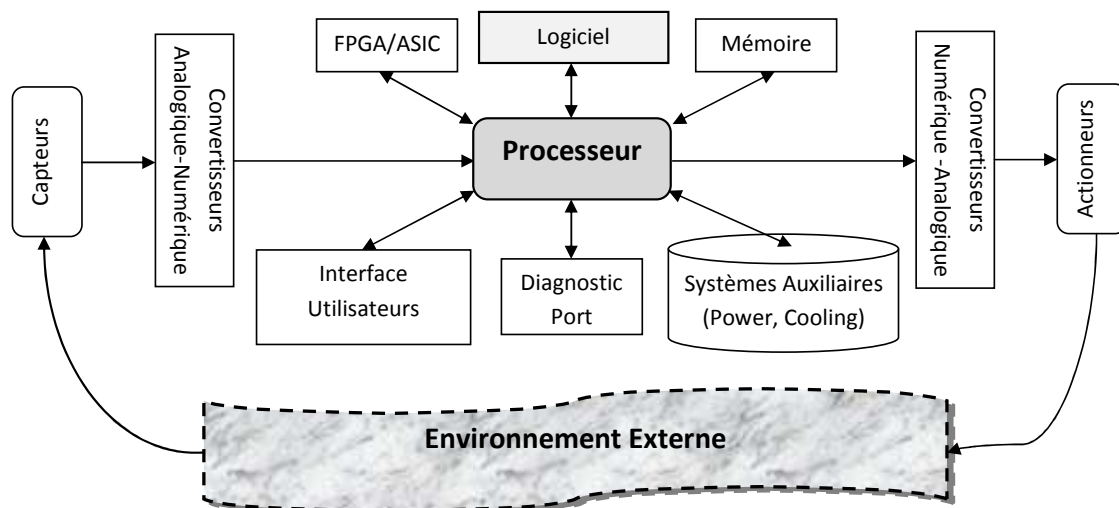 FPGA/ASIC
Logiciel
Mémoire
Capteurs
Convertisseurs
Analogique-Numérique
Processeur
Convertisseurs
Numérique -Analogique
Actionneurs
Interface
Utilisateurs
Diagnostic
Port
Systèmes Auxiliaires
(Power, Cooling)
Environnement Externe